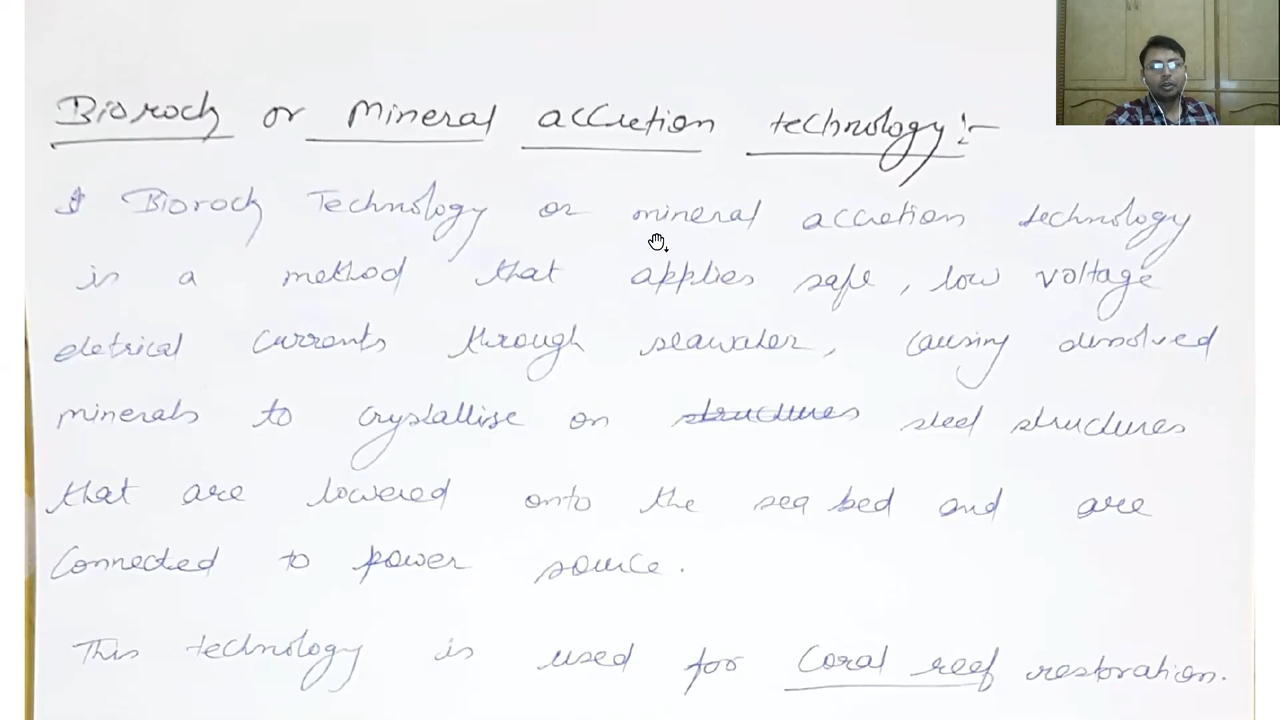 Biorock or Mineral accretion technology:-
Biorock Technology or mineral accretion technology
is a method that applies safe, low voltage
eletrical currents through seawater, causing dissolved
minerals to crystallise on structures steel structures
that are lowered onto the sea bed and are
Connected to power source.
This technology is used for Coral reef restoration.